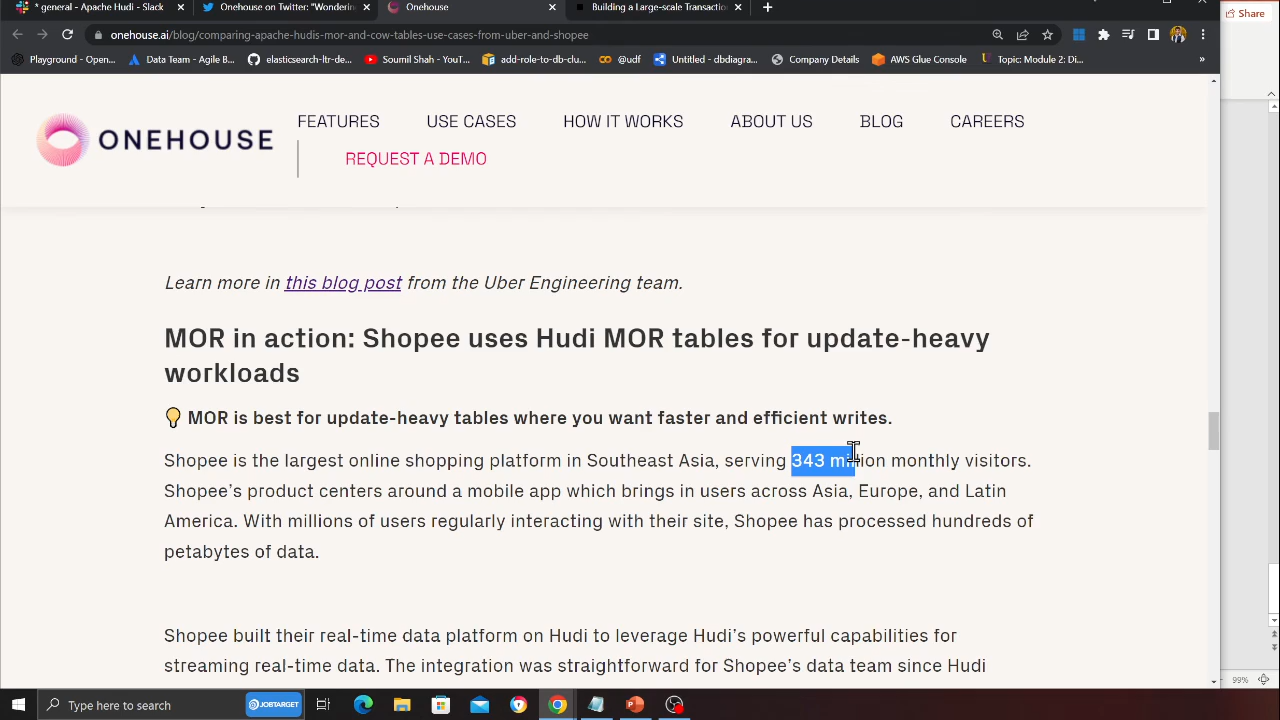 * general - Apache Hudi - Slack
Onehouse on Twitter: "Wondering
Onehouse
Building a Large-scale Transactio
Share
onehouse.ai/blog/comparing-apache-hudis-mor-and-cow-tables-use-cases-from-uber-and-shopee
Playground - Open...
Data Team - Agile B...
elasticsearch-ltr-de...
Soumil Shah - YouT...
add-role-to-db-clu...
@udf
Untitled - dbdiagra...
Company Details
AWS Glue Console
Topic: Module 2: Di...
»
ONEHOUSE
FEATURES
USE CASES
HOW IT WORKS
ABOUT US
BLOG
CAREERS
REQUEST A DEMO
Learn more in this blog post from the Uber Engineering team.
MOR in action: Shopee uses Hudi MOR tables for update-heavy
workloads
MOR is best for update-heavy tables where you want faster and efficient writes.
Shopee is the largest online shopping platform in Southeast Asia, serving 343 million monthly visitors.
Shopee’s product centers around a mobile app which brings in users across Asia, Europe, and Latin
America. With millions of users regularly interacting with their site, Shopee has processed hundreds of
petabytes of data.
Shopee built their real-time data platform on Hudi to leverage Hudi’s powerful capabilities for
streaming real-time data. The integration was straightforward for Shopee’s data team since Hudi
99%
Type here to search
JOBTARGET